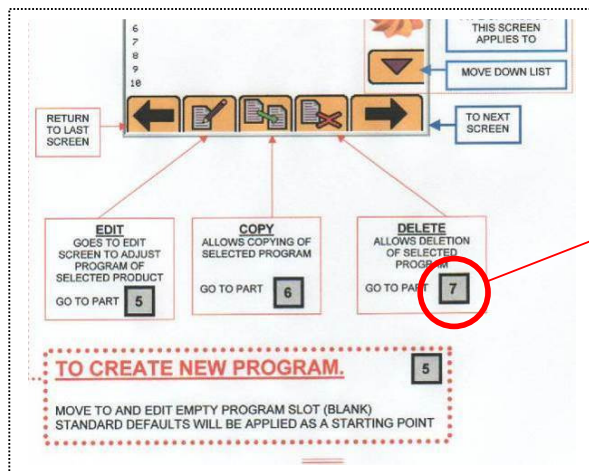 THIS SCREEN
APPLIES TO
6
7
8
9
10
MOVE DOWN LIST
RETURN
TO LAST
SCREEN
TO NEXT
SCREEN
EDIT
GOES TO EDIT
SCREEN TO ADJUST
PROGRAM OF
SELECTED PRODUCT
GO TO PART 5
COPY
ALLOWS COPYING OF
SELECTED PROGRAM
GO TO PART 6
DELETE
ALLOWS DELETION
OF SELECTED
PROGRAM
GO TO PART 7
TO CREATE NEW PROGRAM. 5
MOVE TO AND EDIT EMPTY PROGRAM SLOT (BLANK)
STANDARD DEFAULTS WILL BE APPLIED AS A STARTING POINT